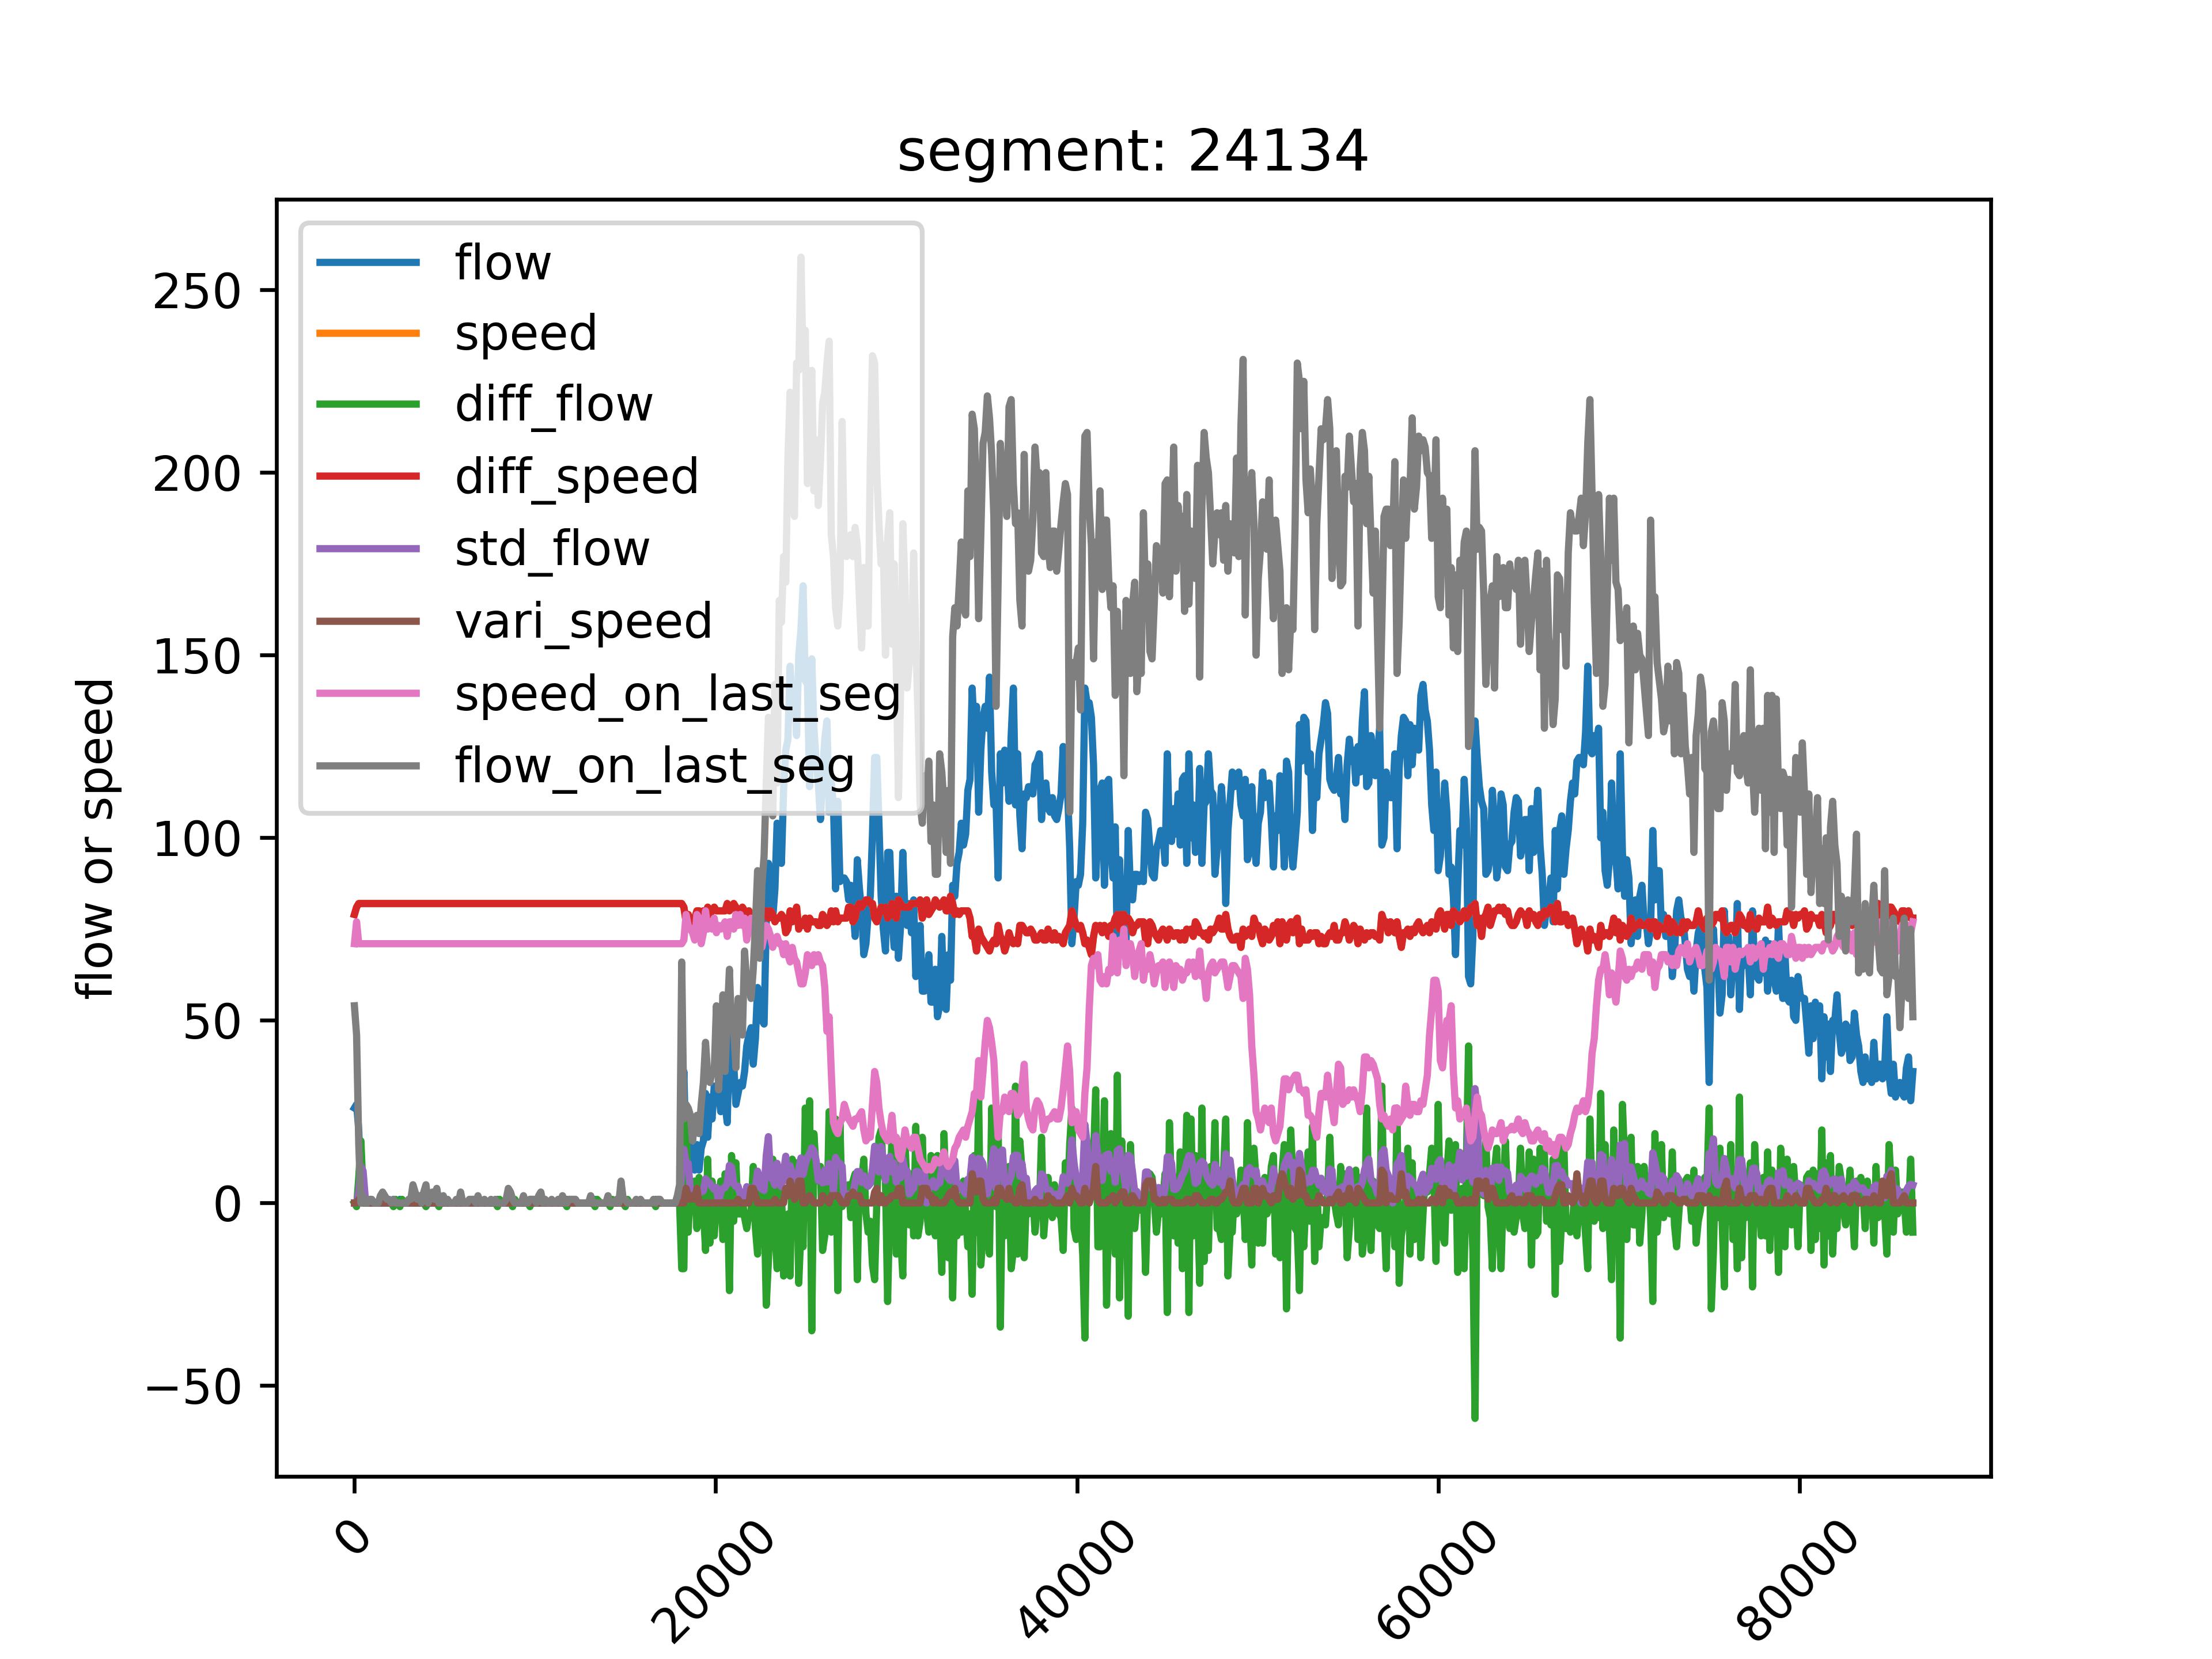 segment: 24134
flow
speed
diff_flow
diff_speed
std_flow
vari_speed
speed_on_last_seg
flow_on_last_seg
flow or speed
250
200
150
100
50
0
−50
0
20000
40000
60000
80000